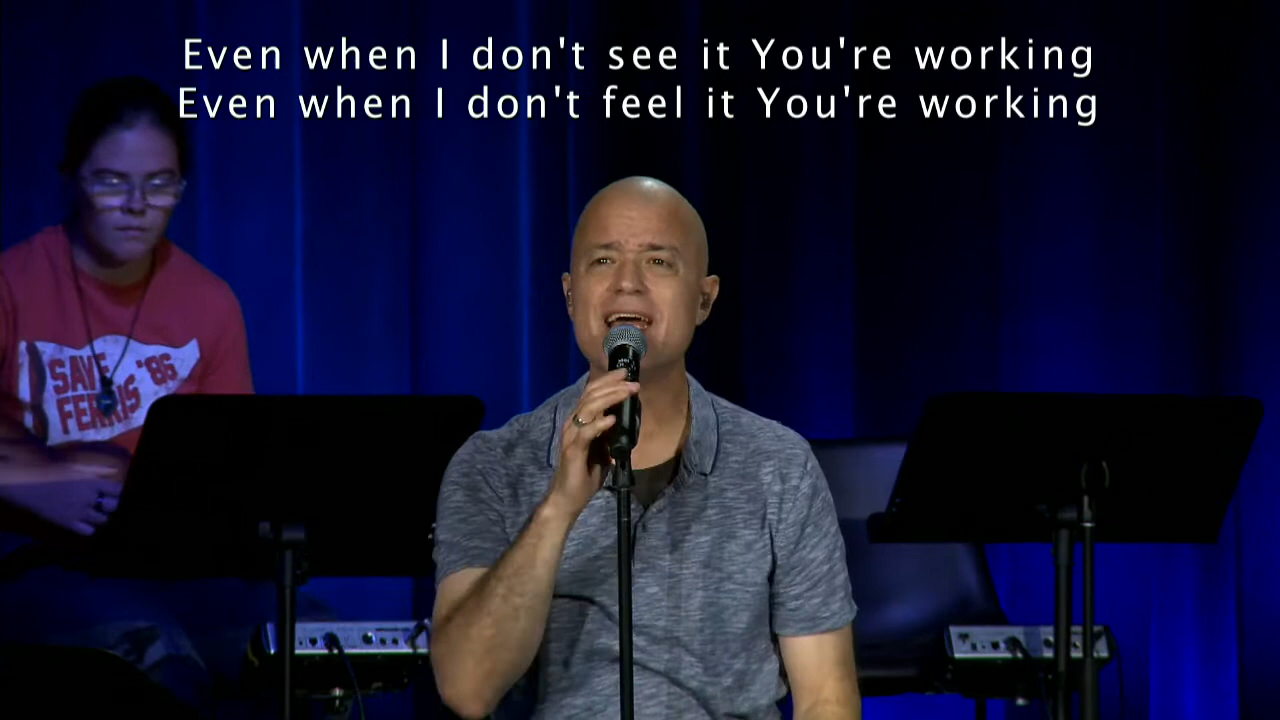 Even when I don't see it You're working
Even when I don't feel it You're working
SAVE '86
FERRIS